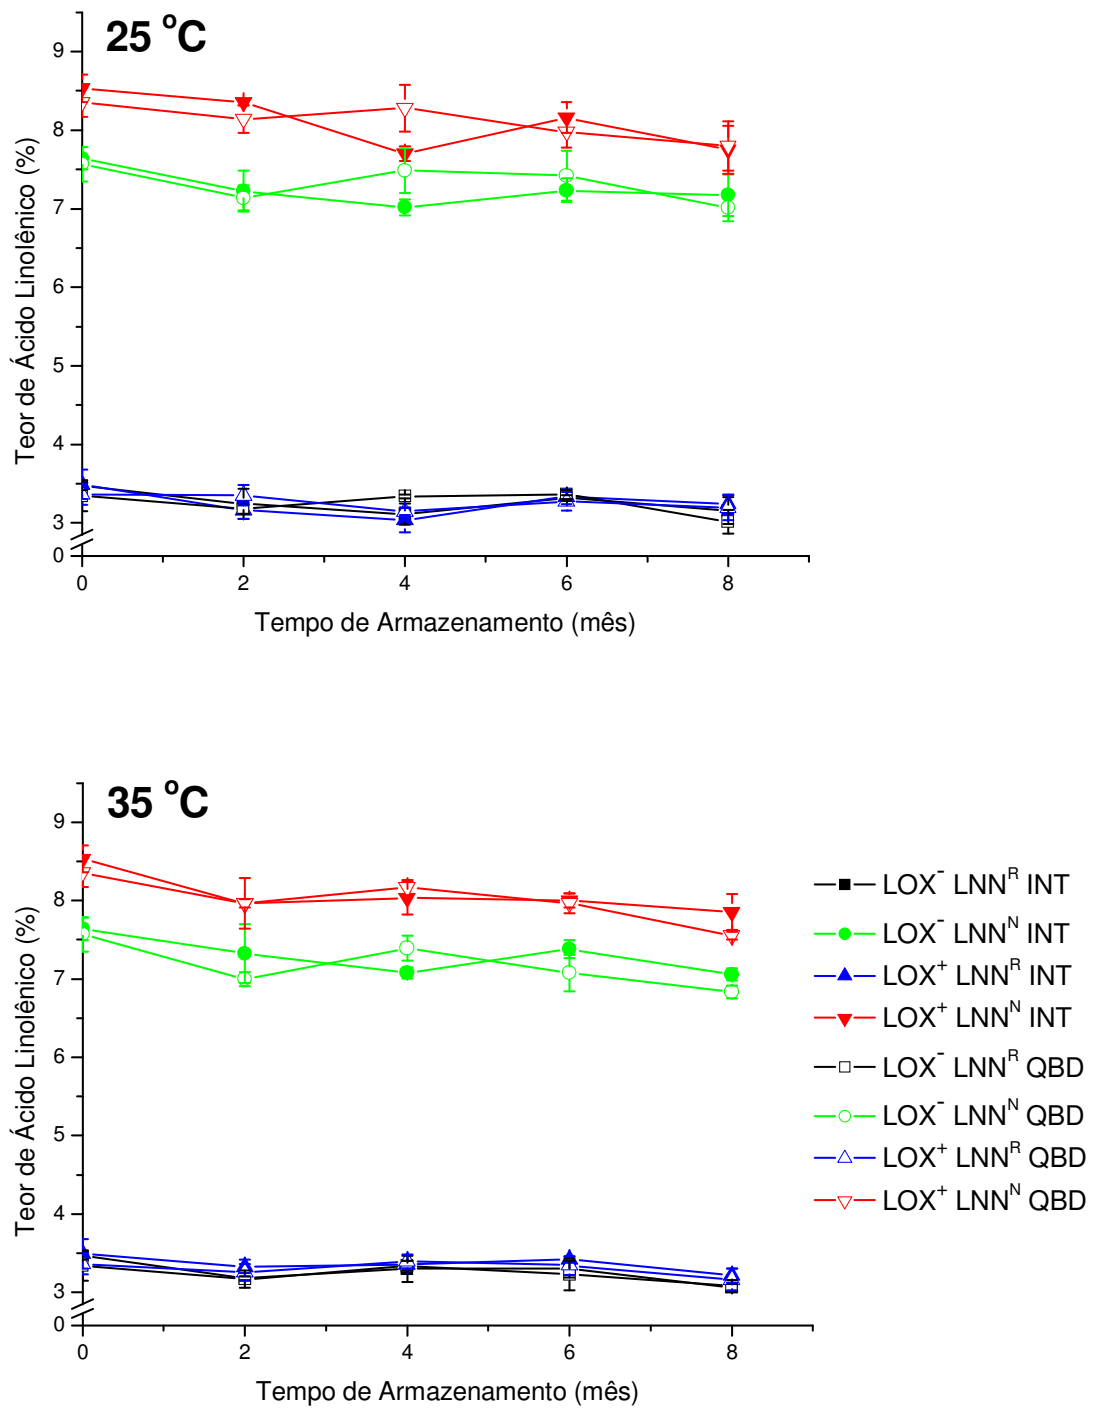 25 °C
Teor de Ácido Linolênico (%)
9
8
7
6
5
4
3
0
0 2 4 6 8
Tempo de Armazenamento (mês)
35 °C
Teor de Ácido Linolênico (%)
9
8
7
6
5
4
3
0
0 2 4 6 8
Tempo de Armazenamento (mês)
LOX⁻ LNNᴿ INT
LOX⁻ LNNᴺ INT
LOX⁺ LNNᴿ INT
LOX⁺ LNNᴺ INT
LOX⁻ LNNᴿ QBD
LOX⁻ LNNᴺ QBD
LOX⁺ LNNᴿ QBD
LOX⁺ LNNᴺ QBD